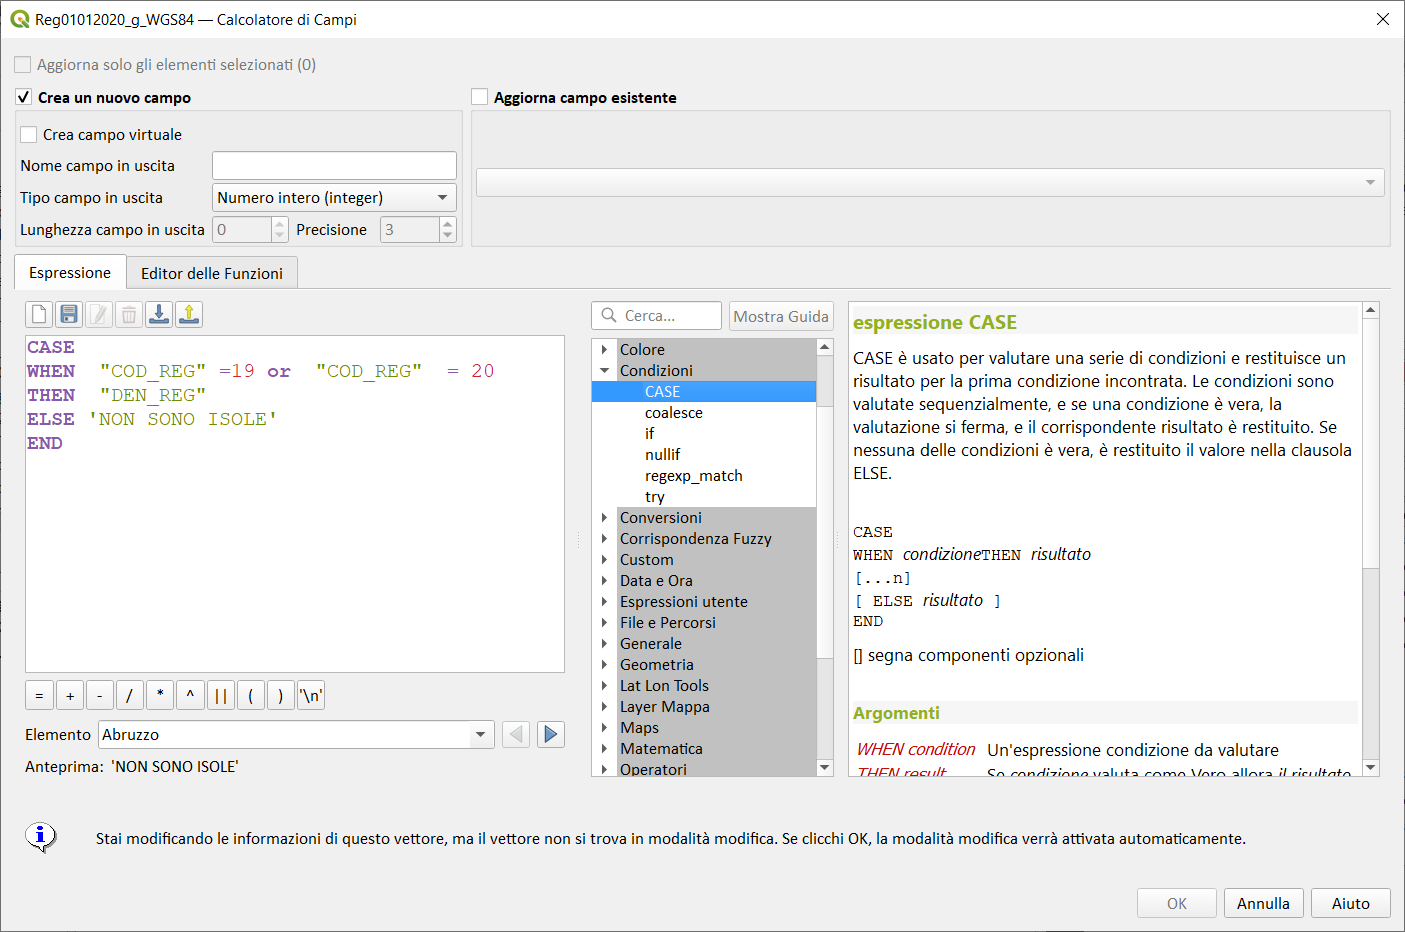 Reg01012020_g_WGS84 — Calcolatore di Campi
Aggiorna solo gli elementi selezionati (0)
Crea un nuovo campo
Aggiorna campo esistente
Crea campo virtuale
Nome campo in uscita
Tipo campo in uscita
Numero intero (integer)
Lunghezza campo in uscita
0
Precisione
3
Espressione
Editor delle Funzioni
CASE
WHEN "COD_REG" =19 or "COD_REG" = 20
THEN "DEN_REG"
ELSE 'NON SONO ISOLE'
END
= + - / * ^ || ( ) '\n'
Elemento
Abruzzo
Anteprima: 'NON SONO ISOLE'
Cerca...
Mostra Guida
Colore
Condizioni
CASE
coalesce
if
nullif
regexp_match
try
Conversioni
Corrispondenza Fuzzy
Custom
Data e Ora
Espressioni utente
File e Percorsi
Generale
Geometria
Lat Lon Tools
Layer Mappa
Maps
Matematica
Operatori
espressione CASE
CASE è usato per valutare una serie di condizioni e restituisce un
risultato per la prima condizione incontrata. Le condizioni sono
valutate sequenzialmente, e se una condizione è vera, la
valutazione si ferma, e il corrispondente risultato è restituito. Se
nessuna delle condizioni è vera, è restituito il valore nella clausola
ELSE.
CASE
WHEN condizioneTHEN risultato
[...n]
[ ELSE risultato ]
END
[] segna componenti opzionali
Argomenti
WHEN condition Un'espressione condizione da valutare
THEN result Se condizione valuta come Vero allora il risultato
Stai modificando le informazioni di questo vettore, ma il vettore non si trova in modalità modifica. Se clicchi OK, la modalità modifica verrà attivata automaticamente.
OK
Annulla
Aiuto